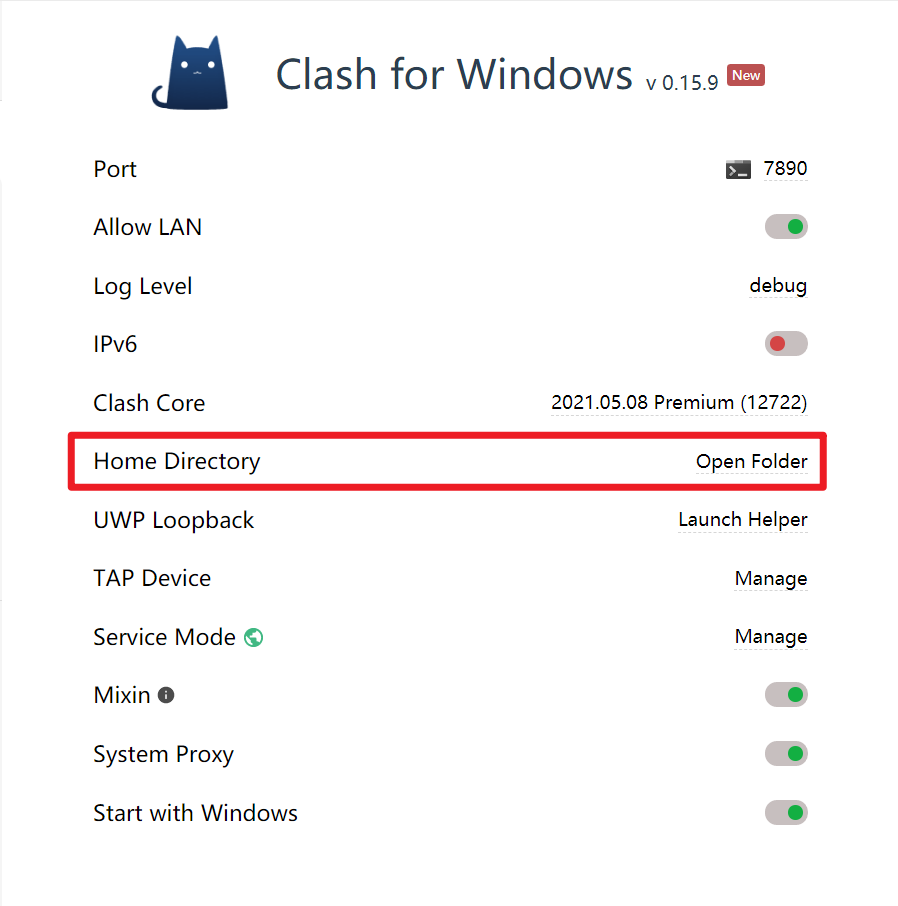 Clash for Windows v 0.15.9 New
Port 7890
Allow LAN
Log Level debug
IPv6
Clash Core 2021.05.08 Premium (12722)
Home Directory Open Folder
UWP Loopback Launch Helper
TAP Device Manage
Service Mode Manage
Mixin
System Proxy
Start with Windows